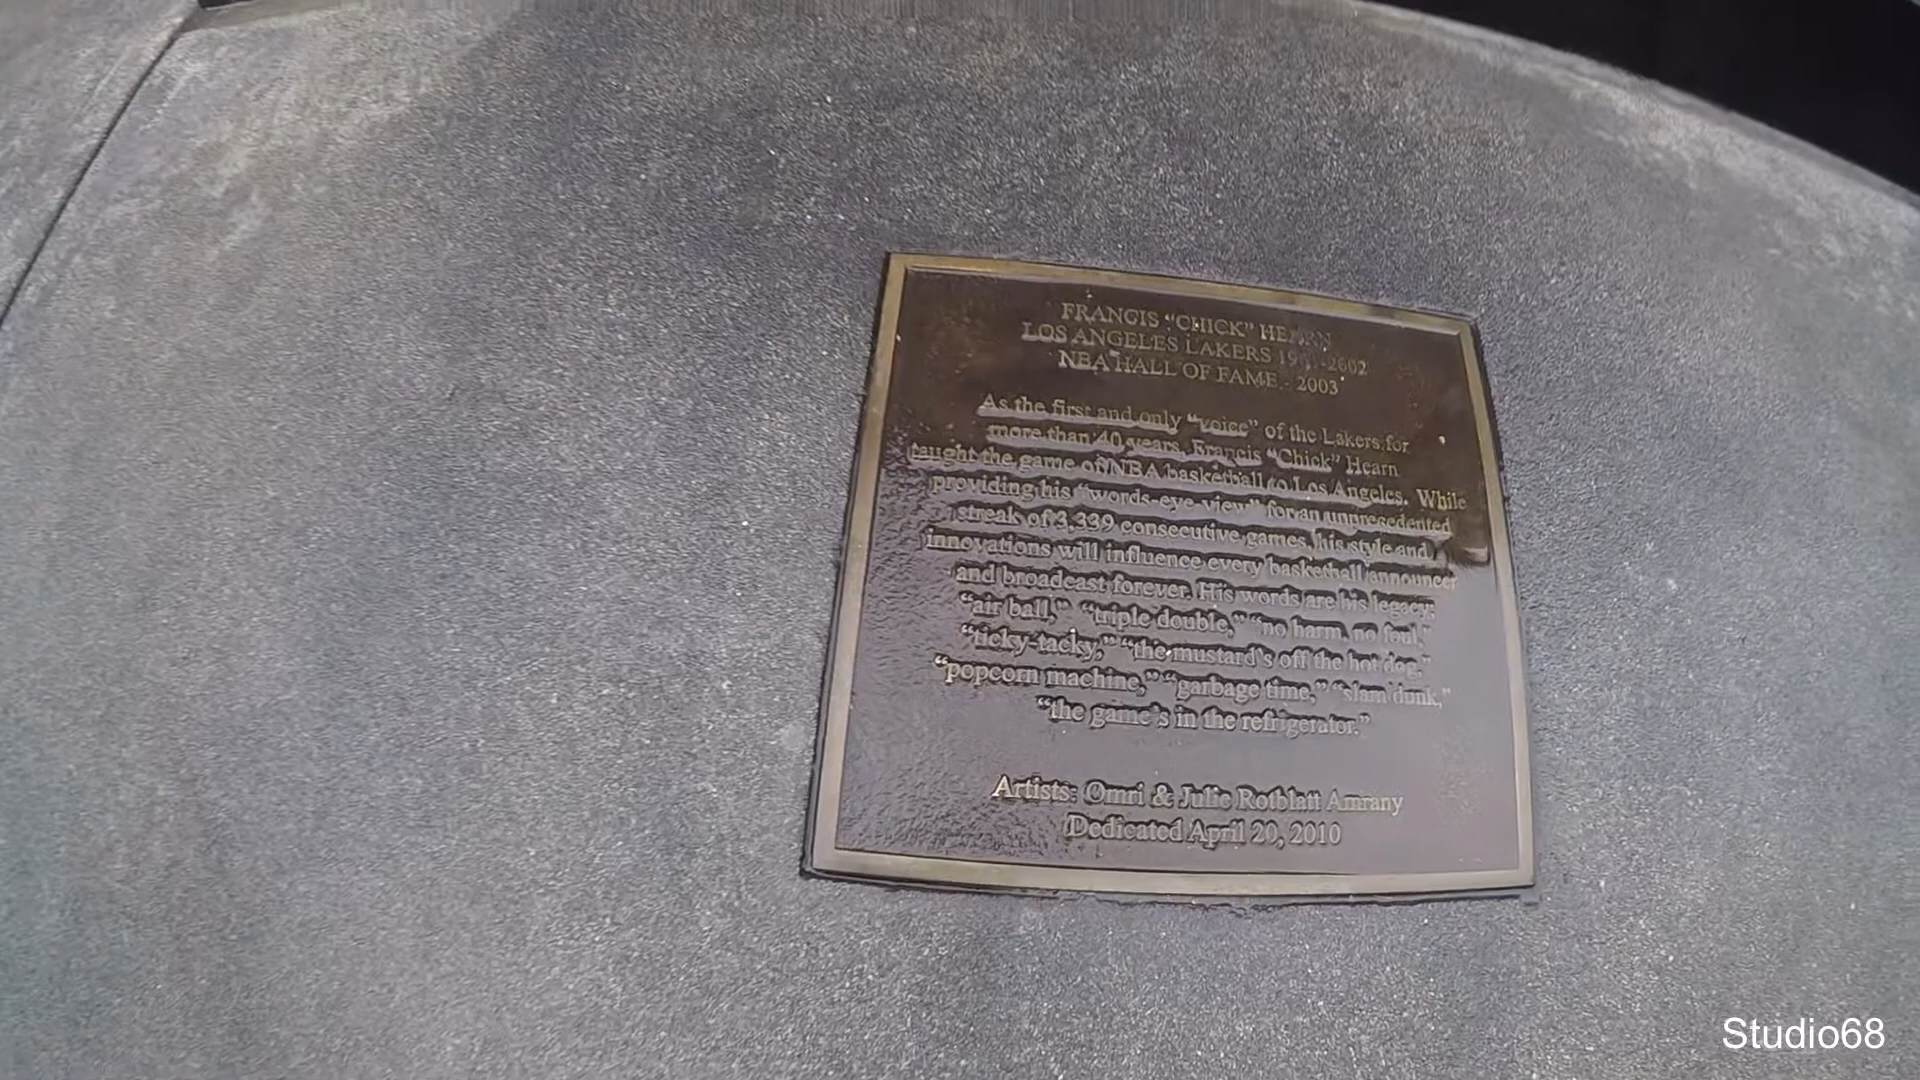 FRANCIS “CHICK” HEARN
LOS ANGELES LAKERS
NBA HALL OF FAME - 2003
As the first and only “voice” of the Lakers for
more than 40 years, Francis “Chick” Hearn
taught the game of NBA basketball to Los Angeles. While
providing his “words-eye-view” for an unprecedented
streak of 3,339 consecutive games, his style and
innovations will influence every basketball announcer
and broadcast forever. His words are his legacy:
“air ball,” “triple double,” “no harm, no foul,”
“ticky-tacky,” “the mustard's off the hot dog,”
“popcorn machine,” “garbage time,” “slam dunk,”
“the game's in the refrigerator.”
Artists: Omri & Julie Rotblatt Amrany
Dedicated April 20, 2010
Studio68